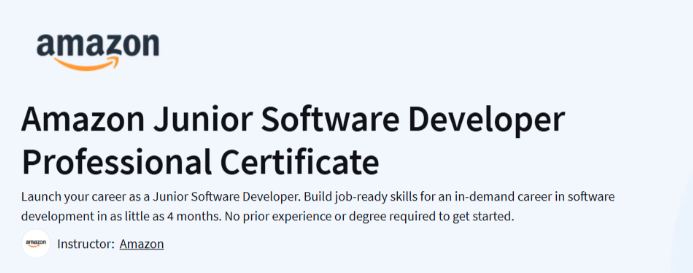 amazon
Amazon Junior Software Developer
Professional Certificate
Launch your career as a Junior Software Developer. Build job-ready skills for an in-demand career in software
development in as little as 4 months. No prior experience or degree required to get started.
amazon Instructor: Amazon